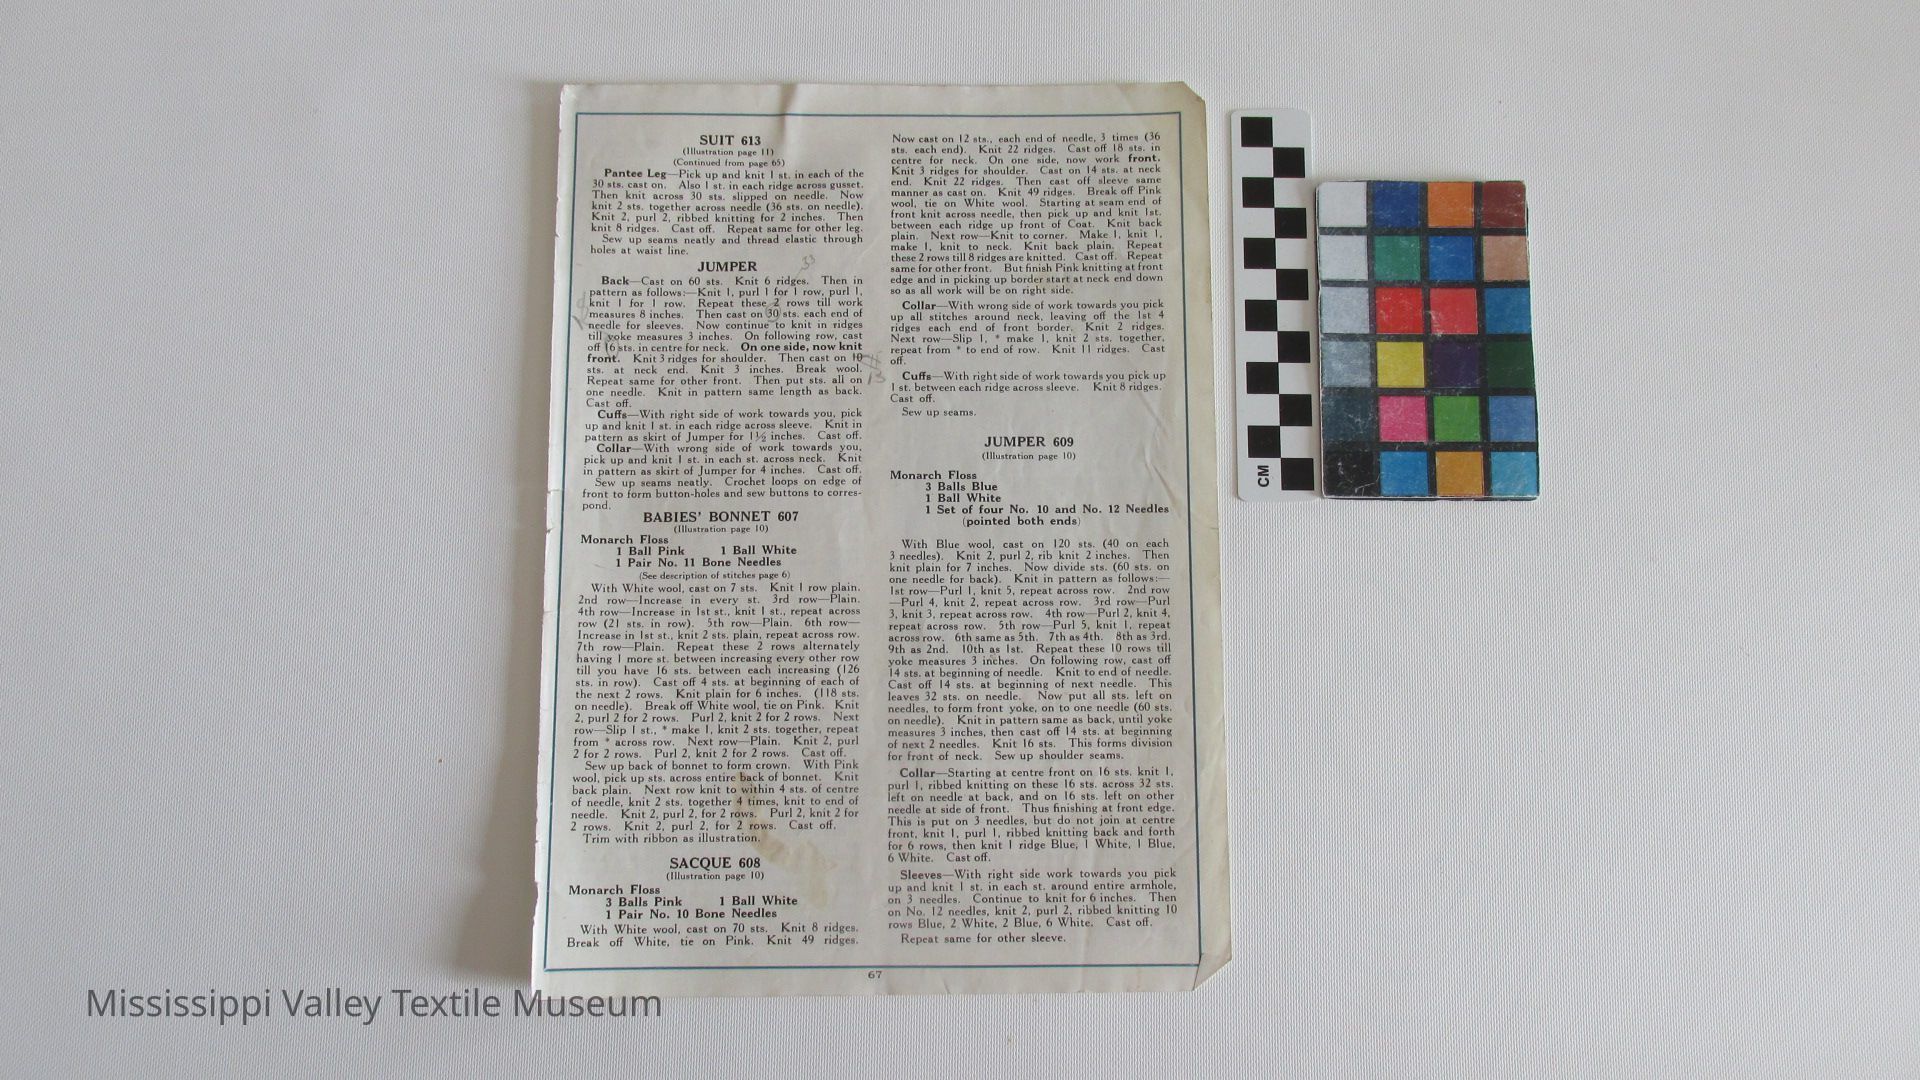 SUIT 613
(Illustration page 11)
(Continued from page 65)
Pantee Leg—Pick up and knit 1 st. in each of the
30 sts. cast on. Also 1 st. in each ridge across gusset.
Then knit across 30 sts. slipped on needle. Now
knit 2 sts. together across needle (36 sts. on needle).
Knit 2, purl 2, ribbed knitting for 2 inches. Then
knit 8 ridges. Cast off. Repeat same for other leg.
Sew up seams neatly and thread elastic through
holes at waist line.
JUMPER
33
Back—Cast on 60 sts. Knit 6 ridges. Then in
pattern as follows:—Knit 1, purl 1 for 1 row, purl 1,
knit 1 for 1 row. Repeat these 2 rows till work
measures 8 inches. Then cast on 30 sts. each end of
needle for sleeves. Now continue to knit in ridges
till yoke measures 3 inches. On following row, cast
off 16 sts. in centre for neck. On one side, now knit
front. Knit 3 ridges for shoulder. Then cast on 10
sts. at neck end. Knit 3 inches. Break wool.
Repeat same for other front. Then put sts. all on
one needle. Knit in pattern same length as back.
Cast off.
Cuffs—With right side of work towards you, pick
up and knit 1 st. in each ridge across sleeve. Knit in
pattern as skirt of Jumper for 1½ inches. Cast off.
Collar—With wrong side of work towards you,
pick up and knit 1 st. in each st. across neck. Knit
in pattern as skirt of Jumper for 4 inches. Cast off.
Sew up seams neatly. Crochet loops on edge of
front to form button-holes and sew buttons to corres-
pond.
BABIES' BONNET 607
(Illustration page 10)
Monarch Floss
1 Ball Pink 1 Ball White
1 Pair No. 11 Bone Needles
(See description of stitches page 6)
With White wool, cast on 7 sts. Knit 1 row plain.
2nd row—Increase in every st. 3rd row—Plain.
4th row—Increase in 1st st., knit 1 st., repeat across
row (21 sts. in row). 5th row—Plain. 6th row—
Increase in 1st st., knit 2 sts. plain, repeat across row.
7th row—Plain. Repeat these 2 rows alternately
having 1 more st. between increasing every other row
till you have 16 sts. between each increasing (126
sts. in row). Cast off 4 sts. at beginning of each of
the next 2 rows. Knit plain for 6 inches. (118 sts.
on needle). Break off White wool, tie on Pink. Knit
2, purl 2 for 2 rows. Purl 2, knit 2 for 2 rows. Next
row—Slip 1 st., * make 1, knit 2 sts. together, repeat
from * across row. Next row—Plain. Knit 2, purl
2 for 2 rows. Purl 2, knit 2 for 2 rows. Cast off.
Sew up back of bonnet to form crown. With Pink
wool, pick up sts. across entire back of bonnet. Knit
back plain. Next row knit to within 4 sts. of centre
of needle, knit 2 sts. together 4 times, knit to end of
needle. Knit 2, purl 2, for 2 rows. Purl 2, knit 2 for
2 rows. Knit 2, purl 2, for 2 rows. Cast off.
Trim with ribbon as illustration.
SACQUE 608
(Illustration page 10)
Monarch Floss
3 Balls Pink 1 Ball White
1 Pair No. 10 Bone Needles
With White wool, cast on 70 sts. Knit 8 ridges.
Break off White, tie on Pink. Knit 49 ridges.
Now cast on 12 sts., each end of needle, 3 times (36
sts. each end). Knit 22 ridges. Cast off 18 sts. in
centre for neck. On one side, now work front.
Knit 3 ridges for shoulder. Cast on 14 sts. at neck
end. Knit 22 ridges. Then cast off sleeve same
manner as cast on. Knit 49 ridges. Break off Pink
wool, tie on White wool. Starting at seam end of
front knit across needle, then pick up and knit 1st.
between each ridge up front of Coat. Knit back
plain. Next row—Knit to corner. Make 1, knit 1,
make 1, knit to neck. Knit back plain. Repeat
these 2 rows till 8 ridges are knitted. Cast off. Repeat
same for other front. But finish Pink knitting at front
edge and in picking up border start at neck end down
so as all work will be on right side.
Collar—With wrong side of work towards you pick
up all stitches around neck, leaving off the 1st 4
ridges each end of front border. Knit 2 ridges.
Next row—Slip 1, * make 1, knit 2 sts. together,
repeat from * to end of row. Knit 11 ridges. Cast
off.
Cuffs—With right side of work towards you pick up
1 st. between each ridge across sleeve. Knit 8 ridges.
Cast off.
Sew up seams.
JUMPER 609
(Illustration page 10)
Monarch Floss
3 Balls Blue
1 Ball White
1 Set of four No. 10 and No. 12 Needles
(pointed both ends)
With Blue wool, cast on 120 sts. (40 on each
3 needles). Knit 2, purl 2, rib knit 2 inches. Then
knit plain for 7 inches. Now divide sts. (60 sts. on
one needle for back). Knit in pattern as follows:—
1st row—Purl 1, knit 5, repeat across row. 2nd row
—Purl 4, knit 2, repeat across row. 3rd row—Purl
3, knit 3, repeat across row. 4th row—Purl 2, knit 4,
repeat across row. 5th row—Purl 5, knit 1, repeat
across row. 6th same as 5th. 7th as 4th. 8th as 3rd.
9th as 2nd. 10th as 1st. Repeat these 10 rows till
yoke measures 3 inches. On following row, cast off
14 sts. at beginning of needle. Knit to end of needle.
Cast off 14 sts. at beginning of next needle. This
leaves 32 sts. on needle. Now put all sts. left on
needles, to form front yoke, on to one needle (60 sts.
on needle). Knit in pattern same as back, until yoke
measures 3 inches, then cast off 14 sts. at beginning
of next 2 needles. Knit 16 sts. This forms division
for front of neck. Sew up shoulder seams.
Collar—Starting at centre front on 16 sts. knit 1,
purl 1, ribbed knitting on these 16 sts. across 32 sts.
left on needle at back, and on 16 sts. left on other
needle at side of front. Thus finishing at front edge.
This is put on 3 needles, but do not join at centre
front, knit 1, purl 1, ribbed knitting back and forth
for 6 rows, then knit 1 ridge Blue, 1 White, 1 Blue,
6 White. Cast off.
Sleeves—With right side work towards you pick
up and knit 1 st. in each st. around entire armhole,
on 3 needles. Continue to knit for 6 inches. Then
on No. 12 needles, knit 2, purl 2, ribbed knitting 10
rows Blue, 2 White, 2 Blue, 6 White. Cast off.
Repeat same for other sleeve.
67
CM
Mississippi Valley Textile Museum